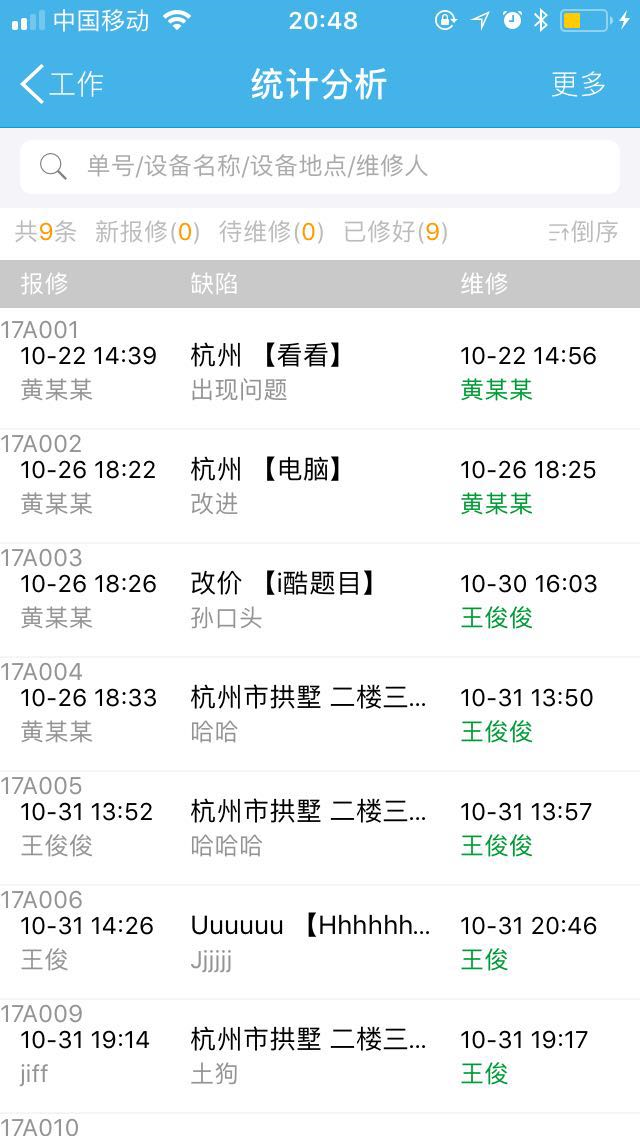 中国移动 20:48
工作 统计分析 更多
单号/设备名称/设备地点/维修人
共9条 新报修(0) 待维修(0) 已修好(9) 倒序
报修 缺陷 维修
17A001
10-22 14:39 杭州 【看看】 10-22 14:56
黄某某 出现问题 黄某某
17A002
10-26 18:22 杭州 【电脑】 10-26 18:25
黄某某 改进 黄某某
17A003
10-26 18:26 改价 【i酷题目】 10-30 16:03
黄某某 孙口头 王俊俊
17A004
10-26 18:33 杭州市拱墅 二楼三... 10-31 13:50
黄某某 哈哈 王俊俊
17A005
10-31 13:52 杭州市拱墅 二楼三... 10-31 13:57
王俊俊 哈哈哈 王俊俊
17A006
10-31 14:26 Uuuuuu 【Hhhhhh... 10-31 20:46
王俊 Jjjjjj 王俊
17A009
10-31 19:14 杭州市拱墅 二楼三... 10-31 19:17
jiff 土狗 王俊
17A010